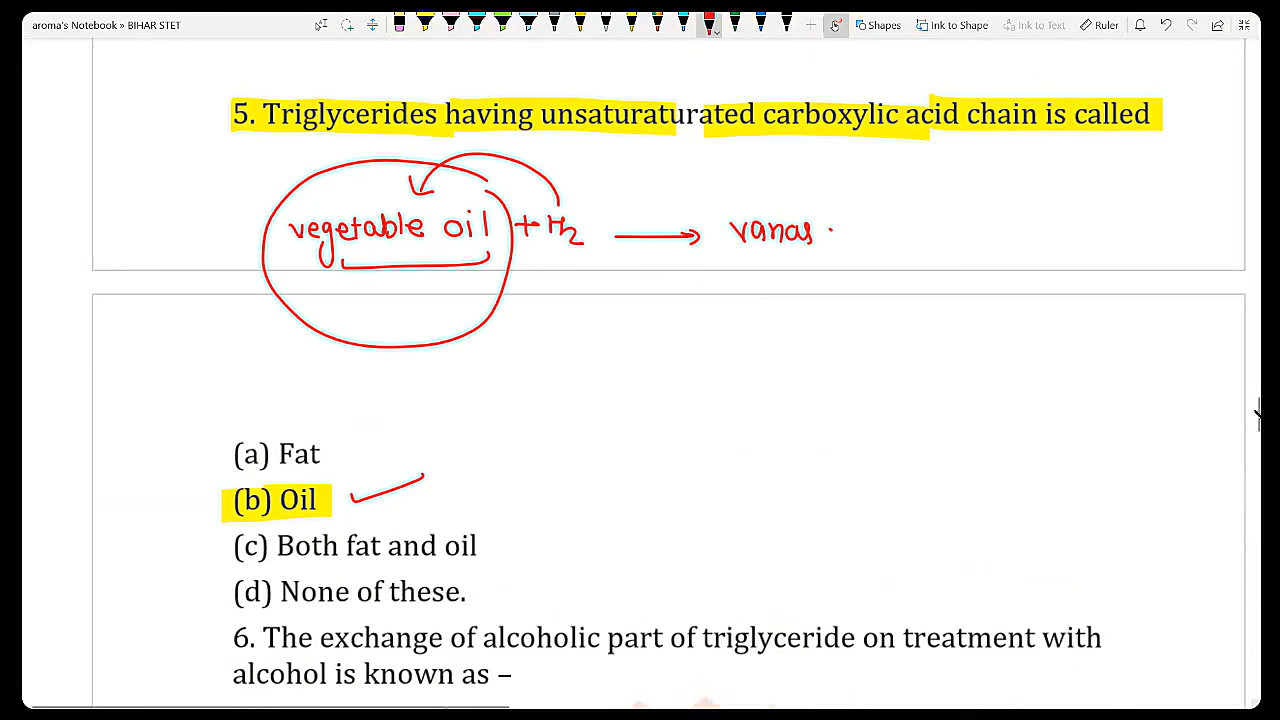 aroma's Notebook » BIHAR STET
Shapes
Ink to Shape
Ink to Text
Ruler
5. Triglycerides having unsaturaturated carboxylic acid chain is called
vegetable oil + H2 → vanas
(a) Fat
(b) Oil
(c) Both fat and oil
(d) None of these.
6. The exchange of alcoholic part of triglyceride on treatment with
alcohol is known as –